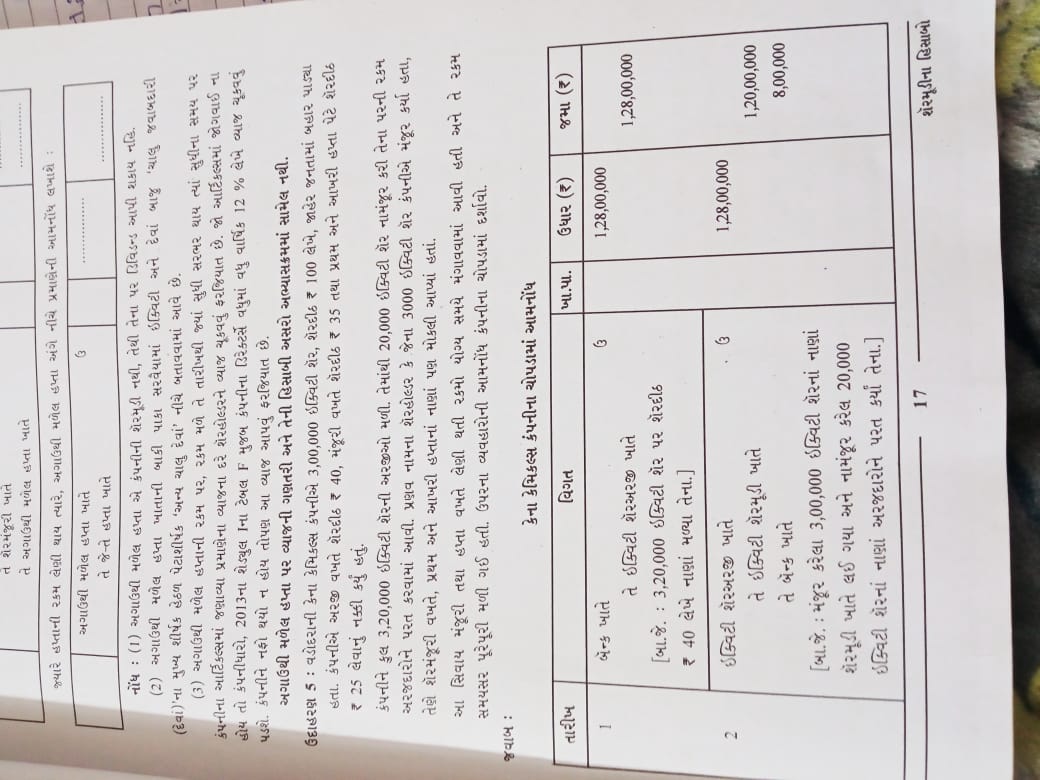 તે શેરમંજૂરી ખાતે
તે અગાઉથી મળેલ હપ્તા ખાતે
જ્યારે હપ્તાની રકમ લેણી થાય ત્યારે, અગાઉથી મળેલ હપ્તા અંગે નીચે પ્રમાણેની આમનોંધ લખાશે :
અગાઉથી મળેલ હપ્તા ખાતે ઉ ..................
તે જે-તે હપ્તા ખાતે ..................
નોંધ : (1) અગાઉથી મળેલ હપ્તા એ કંપનીની શેરમૂડી નથી, તેથી તેના પર ડિવિડન્ડ આપી શકાય નહિ.
(2) અગાઉથી મળેલ હપ્તા ખાતાની બાકી પાકા સરવૈયામાં ઇક્વિટી અને દેવાં બાજુ ‘ચાલુ જવાબદારી
(દેવાં)’ના મુખ્ય શીર્ષક હેઠળ પેટાશીર્ષક ‘અન્ય ચાલુ દેવાં’ નીચે બતાવવામાં આવે છે.
(3) અગાઉથી મળેલ હપ્તાની રકમ પર, રકમ મળે તે તારીખથી જ્યાં સુધી સરભર થાય ત્યાં સુધીના સમય પર
કંપનીના આર્ટિકલ્સમાં જણાવ્યા પ્રમાણેના વ્યાજના દરે શેરહોલ્ડરને વ્યાજ ચૂકવવું ફરજિયાત છે. જો આર્ટિકલ્સમાં જોગવાઈ ના
હોય તો કંપનીધારો, 2013ના શેડ્યુલ Iના ટેબલ F મુજબ કંપનીના ડિરેક્ટર્સે વધુમાં વધુ વાર્ષિક 12 % લેખે વ્યાજ ચૂકવવું
પડશે. કંપનીને નફો થયો ન હોય તોપણ આ વ્યાજ આપવું ફરજિયાત છે.
અગાઉથી મળેલ હપ્તા પર વ્યાજની ગણતરી અને તેની હિસાબી અસરો અભ્યાસક્રમમાં સામેલ નથી.
ઉદાહરણ 5 : વડોદરાની કેના કેમિકલ્સ કંપનીએ 3,00,000 ઇક્વિટી શેર, શેરદીઠ ₹ 100 લેખે, જાહેર જનતામાં બહાર પાડ્યા
હતા. કંપનીએ અરજી વખતે શેરદીઠ ₹ 40, મંજૂરી વખતે શેરદીઠ ₹ 35 તથા પ્રથમ અને આખરી હપ્તા પેટે શેરદીઠ
₹ 25 લેવાનું નક્કી કર્યું હતું.
કંપનીને કુલ 3,20,000 ઇક્વિટી શેરની અરજીઓ મળી. તેમાંથી 20,000 ઇક્વિટી શેર નામંજૂર કરી તેના પરની રકમ
અરજદારોને પરત કરવામાં આવી. પ્રણવ નામના શેરહોલ્ડર કે જેના 3000 ઇક્વિટી શેર કંપનીએ મંજૂર કર્યા હતા,
તેણે શેરમંજૂરી વખતે, પ્રથમ અને આખરી હપ્તાનાં નાણાં પણ મોકલી આપ્યાં હતાં.
આ સિવાય મંજૂરી તથા હપ્તા વખતે લેણી થતી રકમો યોગ્ય સમયે મંગાવવામાં આવી હતી અને તે રકમ
સમયસર પૂરેપૂરી મળી ગઈ હતી. ઉપરના વ્યવહારોની આમનોંધ કંપનીના ચોપડામાં દર્શાવો.
જવાબ :
કેના કેમિકલ્સ કંપનીના ચોપડામાં આમનોંધ
તારીખ વિગત ખા.પા. ઉધાર (₹) જમા (₹)
1 બૅન્ક ખાતે ઉ 1,28,00,000
તે ઇક્વિટી શેરઅરજી ખાતે 1,28,00,000
[બા.જે. : 3,20,000 ઇક્વિટી શેર પર શેરદીઠ
₹ 40 લેખે નાણાં મળ્યા તેના.]
2 ઇક્વિટી શેરઅરજી ખાતે ઉ 1,28,00,000
તે ઇક્વિટી શેરમૂડી ખાતે 1,20,00,000
તે બૅન્ક ખાતે 8,00,000
[બા.જે. : મંજૂર કરેલા 3,00,000 ઇક્વિટી શેરનાં નાણાં
શેરમૂડી ખાતે લઈ ગયા અને નામંજૂર કરેલ 20,000
ઇક્વિટી શેરનાં નાણાં અરજદારોને પરત કર્યાં તેના.]
17
શેરમૂડીના હિસાબો